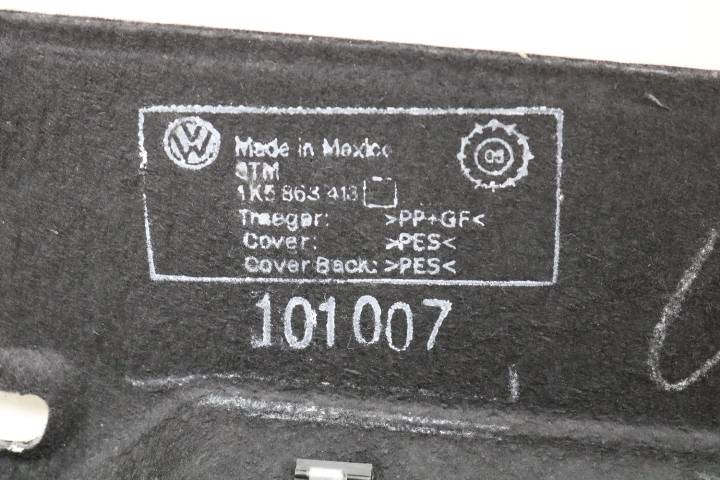 VW
Made in Mexico
STM
1K5 863 413
Traeger: >PP+GF<
Cover: >PES<
Cover Back: >PES<
101007